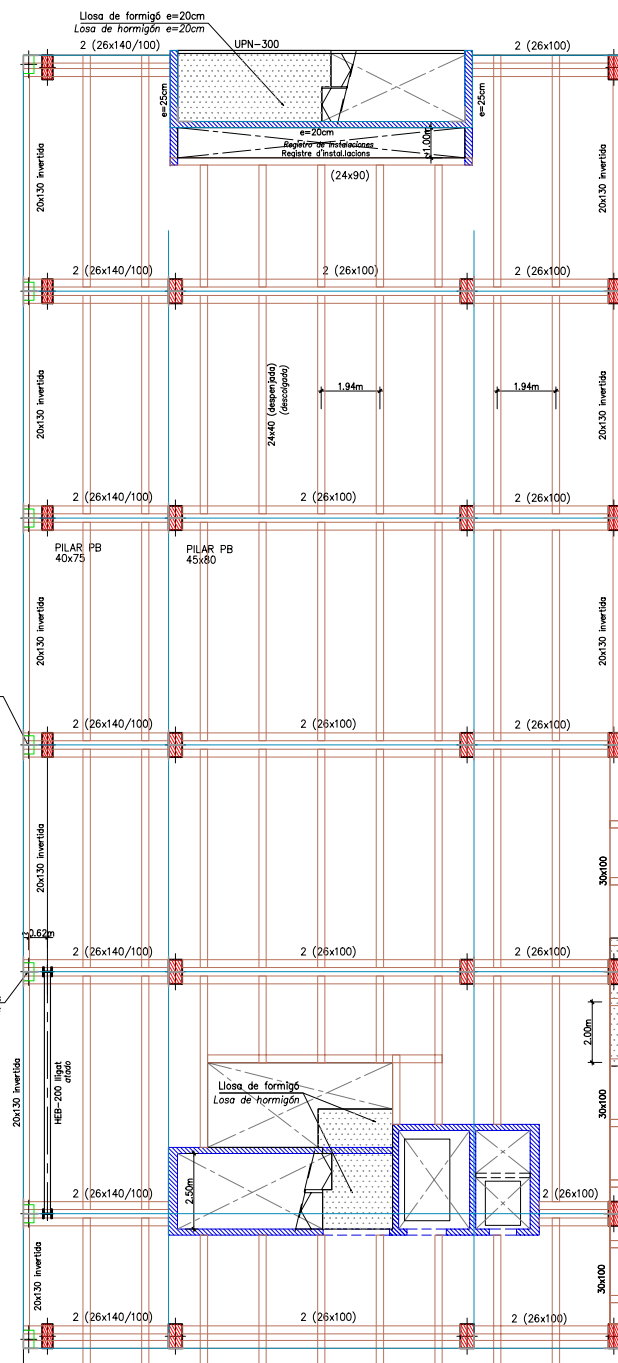 Llosa de formigó e=20cm
Losa de hormigón e=20cm
2 (26x140/100)
UPN-300
2 (26x100)
e=25cm
e=25cm
e=20cm
Registro de instalaciones
Registre d'instal.lacions
≥1.00m
(24x90)
20x130 invertida
20x130 invertida
2 (26x140/100)
2 (26x100)
2 (26x100)
20x130 invertida
24x40 (despenjada)
(descolgada)
1.94m
1.94m
20x130 invertida
2 (26x140/100)
2 (26x100)
2 (26x100)
PILAR PB
40x75
PILAR PB
45x80
20x130 invertida
20x130 invertida
2 (26x140/100)
2 (26x100)
2 (26x100)
20x130 invertida
30x100
0.62m
2 (26x140/100)
2 (26x100)
2 (26x100)
2.00m
20x130 invertida
HEB-200 lligat
atado
Llosa de formigó
Losa de hormigón
30x100
2.50m
2 (26x140/100)
2 (26x100)
20x130 invertida
30x100
2 (26x140/100)
2 (26x100)
2 (26x100)